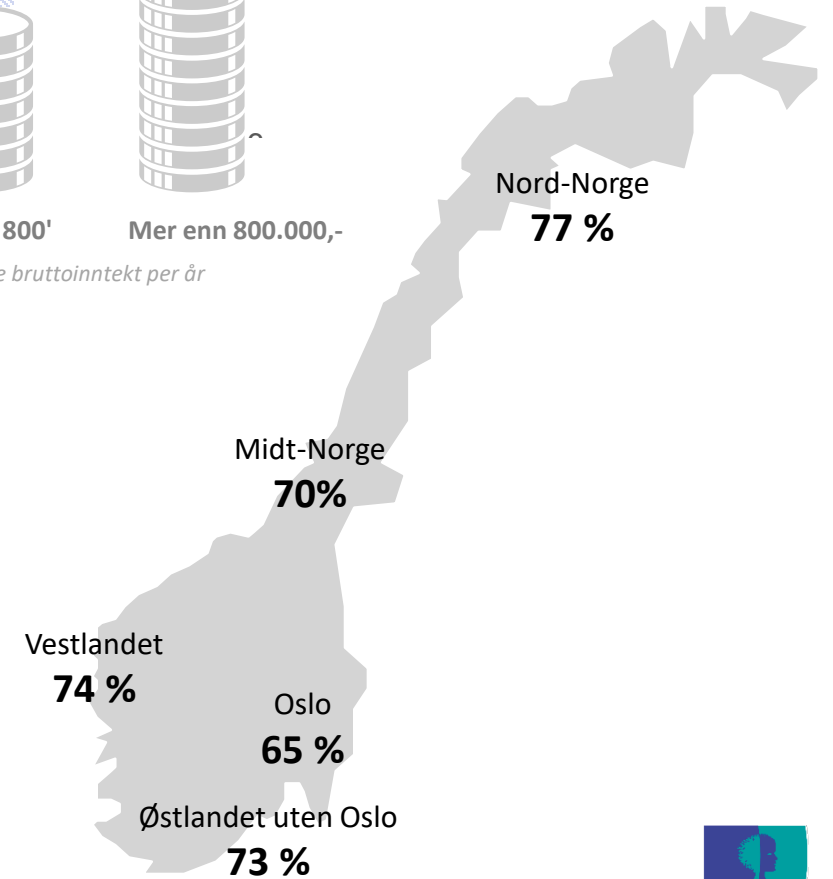 800'
Mer enn 800.000,-
bruttoinntekt per år
Nord-Norge
77 %
Midt-Norge
70%
Vestlandet
74 %
Oslo
65 %
Østlandet uten Oslo
73 %